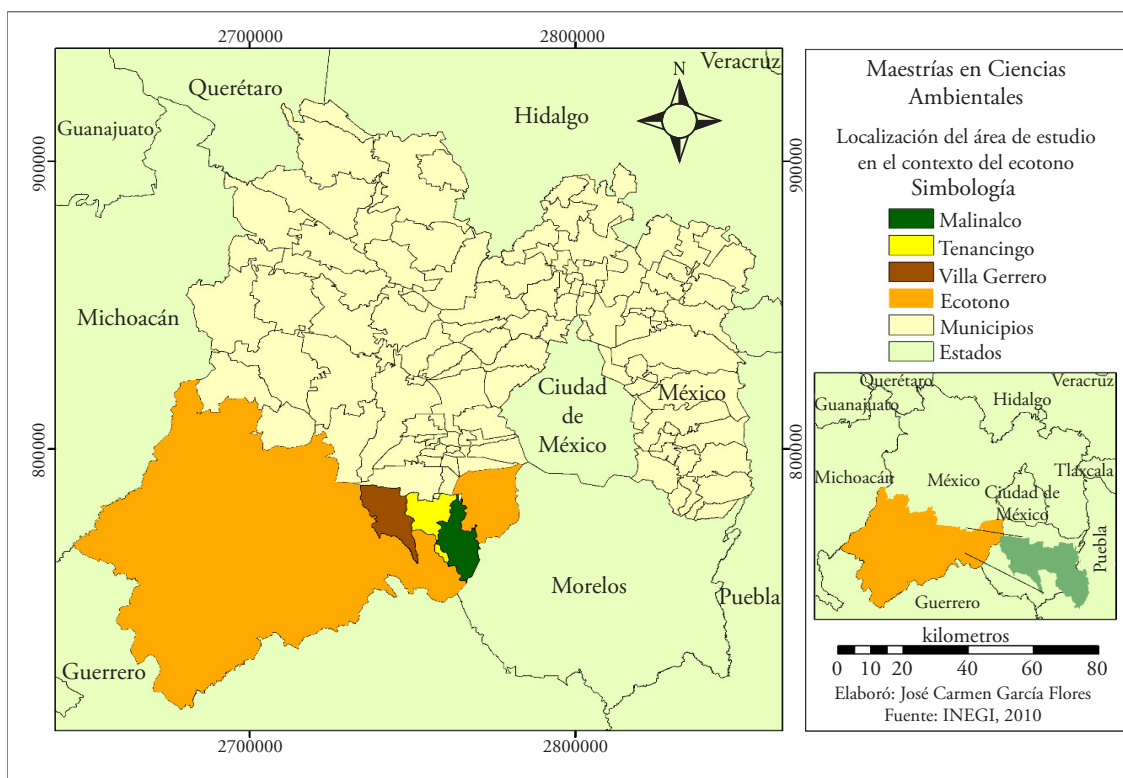 2700000
2800000
Veracruz
Querétaro
N
Guanajuato
Hidalgo
900000
900000
Michoacán
Ciudad
de
México
México
800000
800000
Morelos
Puebla
Guerrero
2700000
2800000
Maestrías en Ciencias
Ambientales
Localización del área de estudio
en el contexto del ecotono
Simbología
Malinalco
Tenancingo
Villa Gerrero
Ecotono
Municipios
Estados
Querétaro
Veracruz
Guanajuato
Hidalgo
Tláxcala
Michoacán
México
Ciudad de
México
Puebla
Guerrero
kilometros
0 10 20 40 60 80
Elaboró: José Carmen García Flores
Fuente: INEGI, 2010